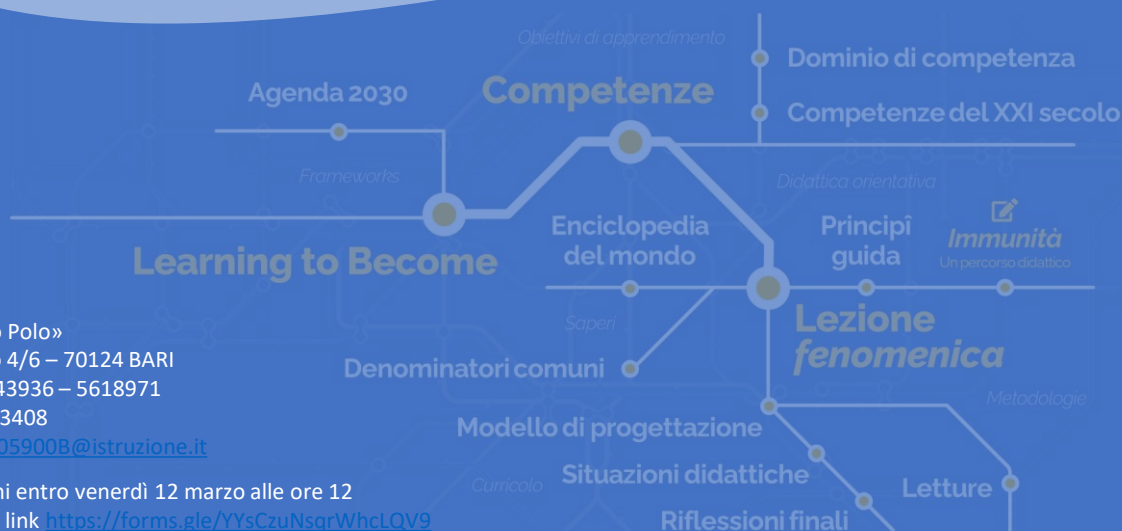 Obiettivi di apprendimento
Dominio di competenza
Agenda 2030
Competenze
Competenze del XXI secolo
Frameworks
Didattica orientativa
Enciclopedia
del mondo
Principî
guida
Immunità
Un percorso didattico
Learning to Become
Saperi
Lezione
fenomenica
Polo»
4/6 – 70124 BARI
43936 – 5618971
3408
05900B@istruzione.it
Denominatori comuni
Metodologie
Modello di progettazione
Situazioni didattiche
Curricolo
Letture
Riflessioni finali
entro venerdì 12 marzo alle ore 12
link https://forms.gle/YYsCzuNsqrWhcLQV9